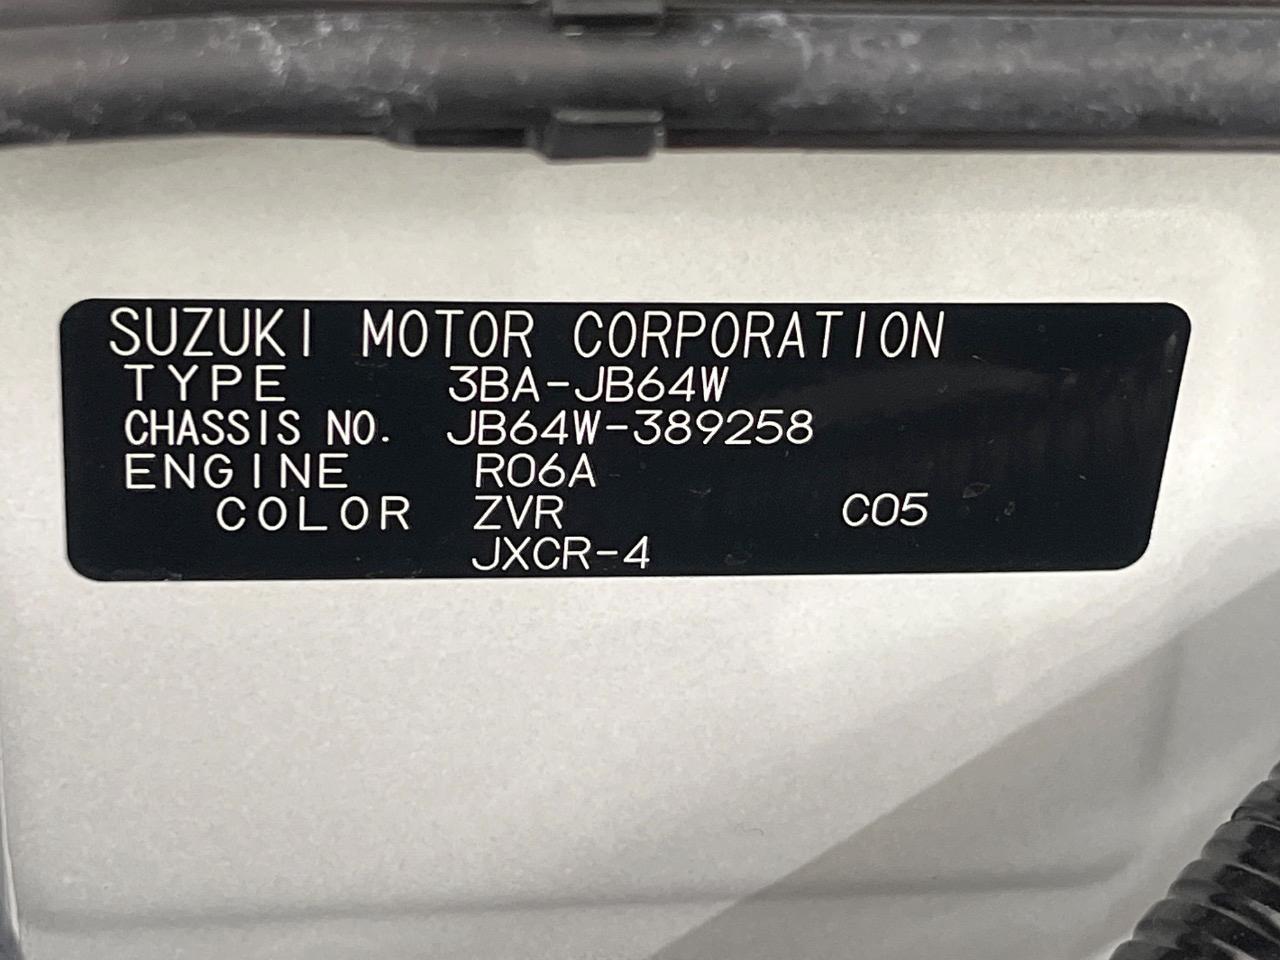 SUZUKI MOTOR CORPORATION
TYPE 3BA-JB64W
CHASSIS NO. JB64W-389258
ENGINE R06A
COLOR ZVR C05
JXCR-4